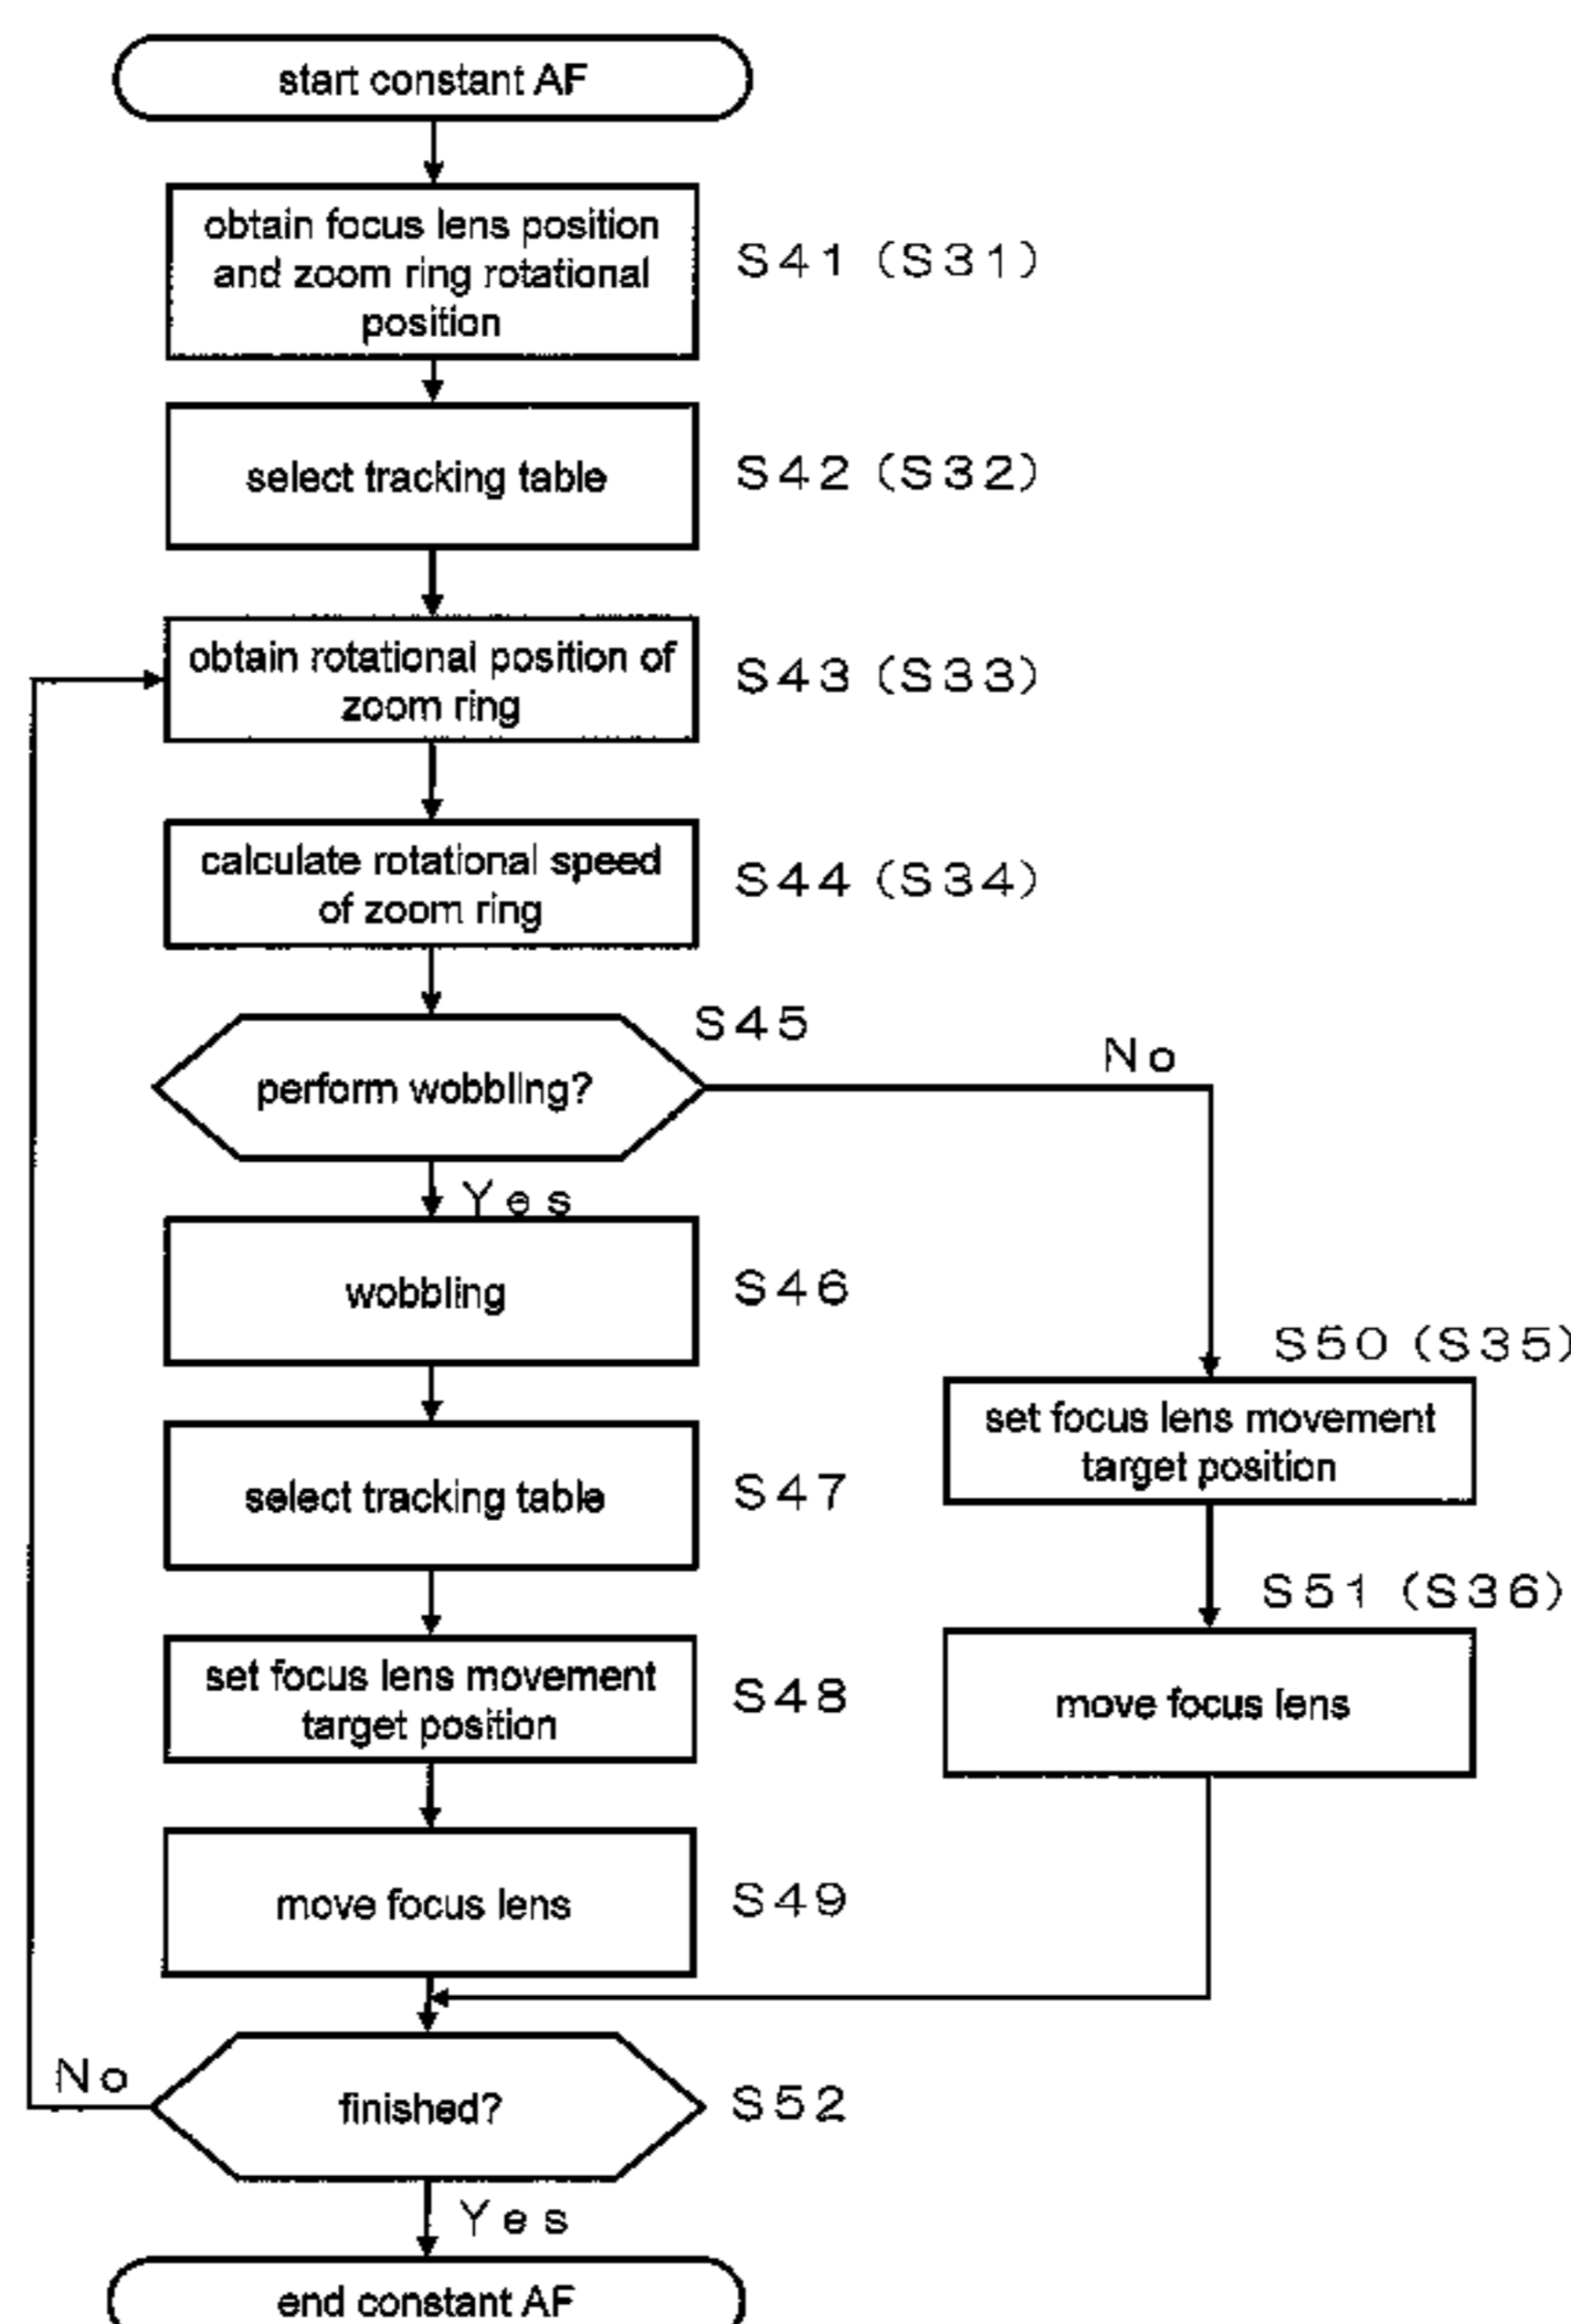 start constant AF
obtain focus lens position
and zoom ring rotational
position
S41 (S31)
select tracking table
S42 (S32)
obtain rotational position of
zoom ring
S43 (S33)
calculate rotational speed
of zoom ring
S44 (S34)
S45
perform wobbling?
No
Yes
wobbling
S46
S50 (S35)
set focus lens movement
target position
select tracking table
S47
S51 (S36)
move focus lens
set focus lens movement
target position
S48
move focus lens
S49
No
finished?
S52
Yes
end constant AF